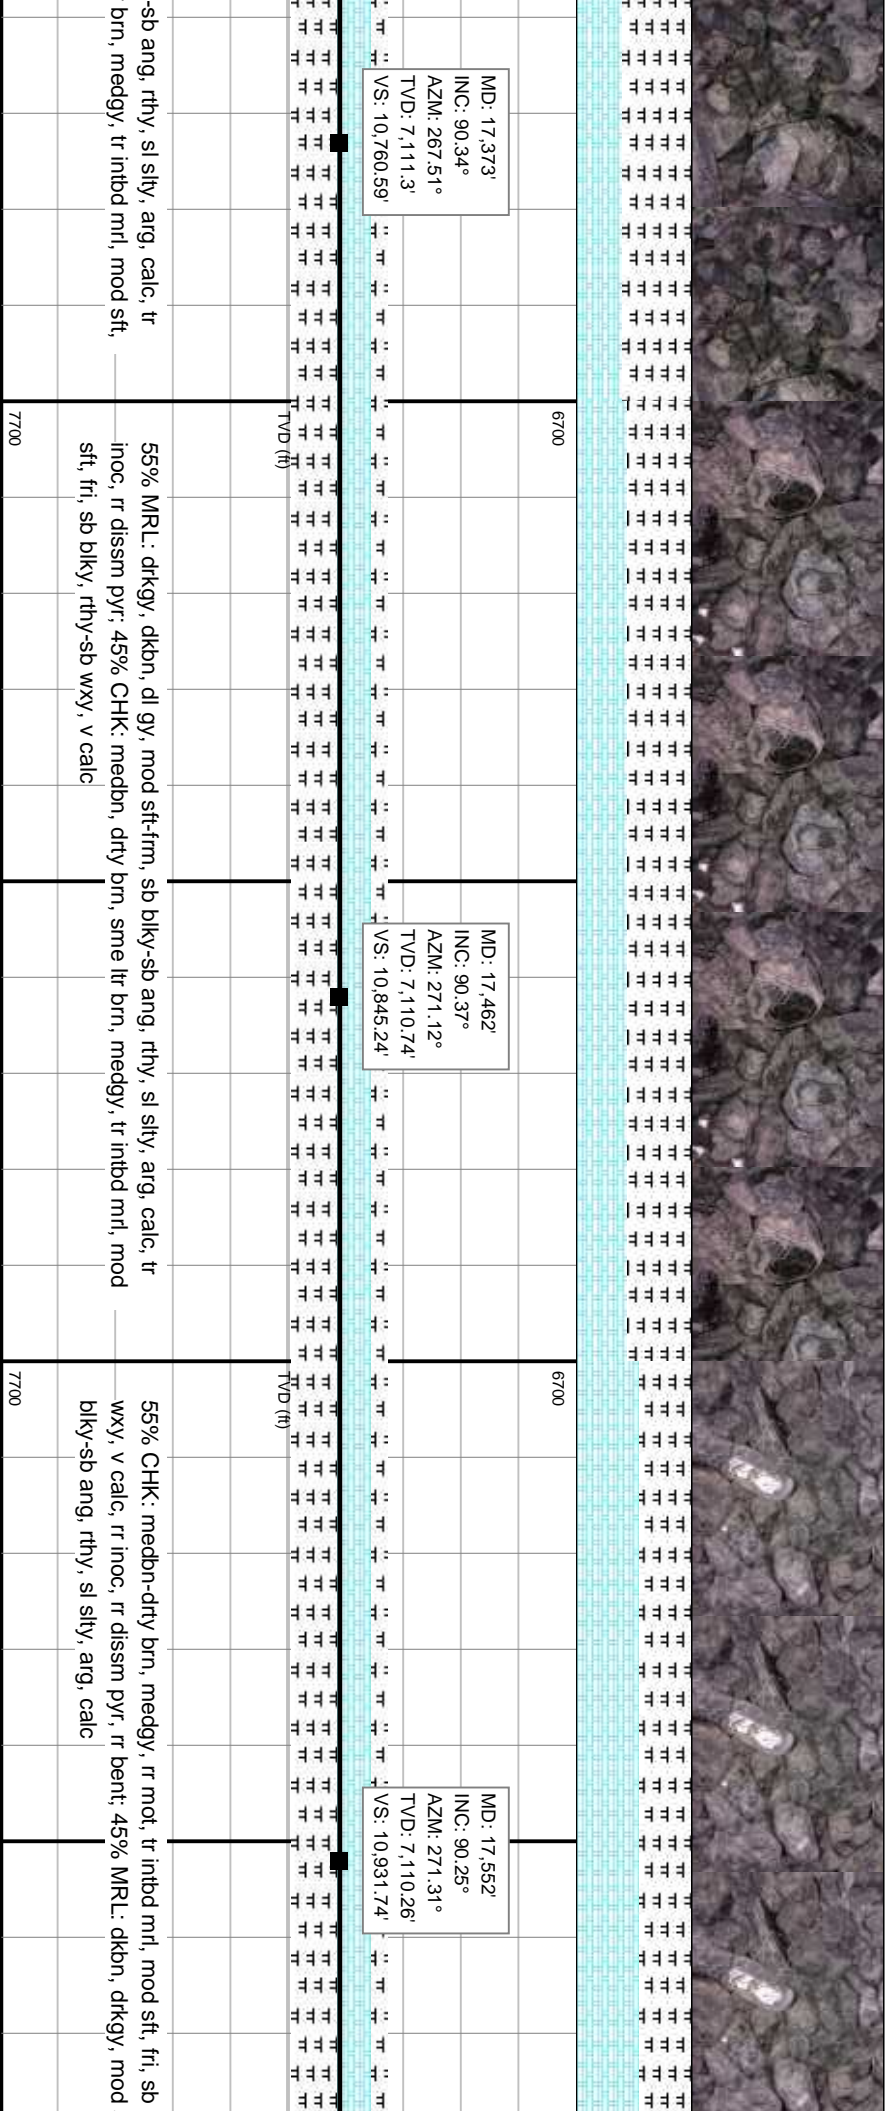 -sb ang, rthy, sl slty, arg, calc, tr
brn, medgy, tr intbd mrl, mod sft,
MD: 17,373'
INC: 90.34°
AZM: 267.51°
TVD: 7,111.3'
VS: 10,760.59'
6700
TVD (ft)
7700
55% MRL: drkgy, dkbn, dl gy, mod sft-frm, sb blky-sb ang, rthy, sl slty, arg, calc, tr
inoc, rr dissm pyr; 45% CHK: medbn, drty brn, sme ltr brn, medgy, tr intbd mrl, mod
sft, fri, sb blky, rthy-sb wxy, v calc
MD: 17,462'
INC: 90.37°
AZM: 271.12°
TVD: 7,110.74'
VS: 10,845.24'
6700
TVD (ft)
7700
55% CHK: medbn-drty brn, medgy, rr mot, tr intbd mrl, mod sft, fri, sb
wxy, v calc, rr inoc, rr dissm pyr, rr bent; 45% MRL: dkbn, drkgy, mod
blky-sb ang, rthy, sl slty, arg, calc
MD: 17,552'
INC: 90.25°
AZM: 271.31°
TVD: 7,110.26'
VS: 10,931.74'